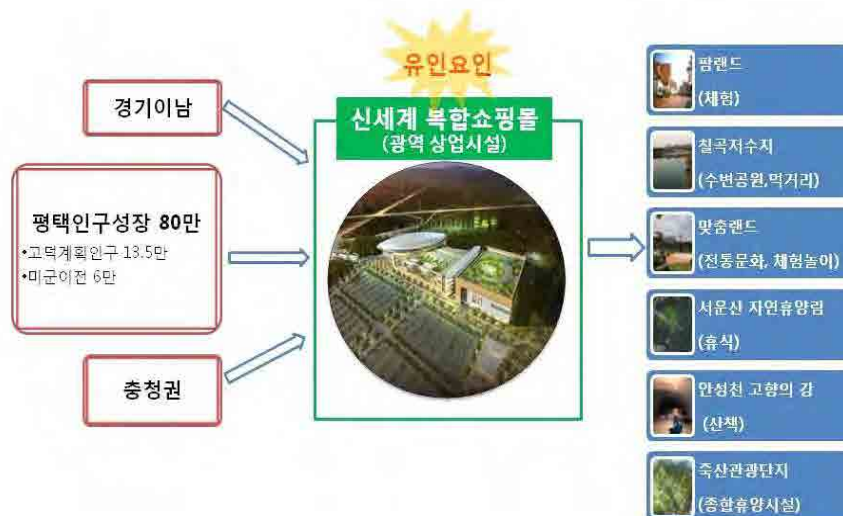 유인요인
경기이남
신세계 복합쇼핑몰
(광역 상업시설)
평택인구성장 80만
•고덕계획인구 13.5만
•미군이전 6만
충청권
팜랜드
(체험)
칠곡저수지
(수변공원,먹거리)
맞춤랜드
(전통문화, 체험놀이)
서운산 자연휴양림
(휴식)
안성천 고향의 강
(산책)
죽산관광단지
(종합휴양시설)